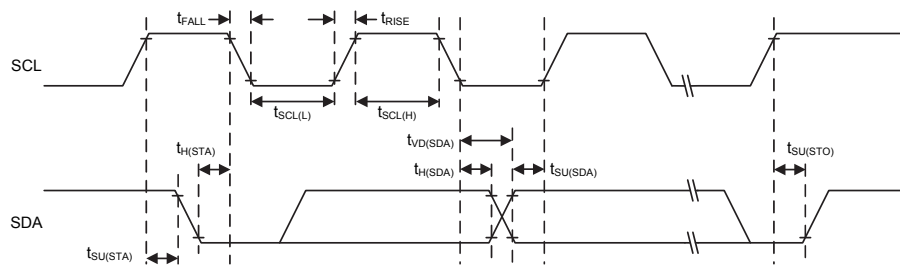 tFALL
tRISE
SCL
tSCL(L)
tSCL(H)
tVD(SDA)
tH(STA)
tH(SDA)
tSU(SDA)
tSU(STO)
SDA
tSU(STA)